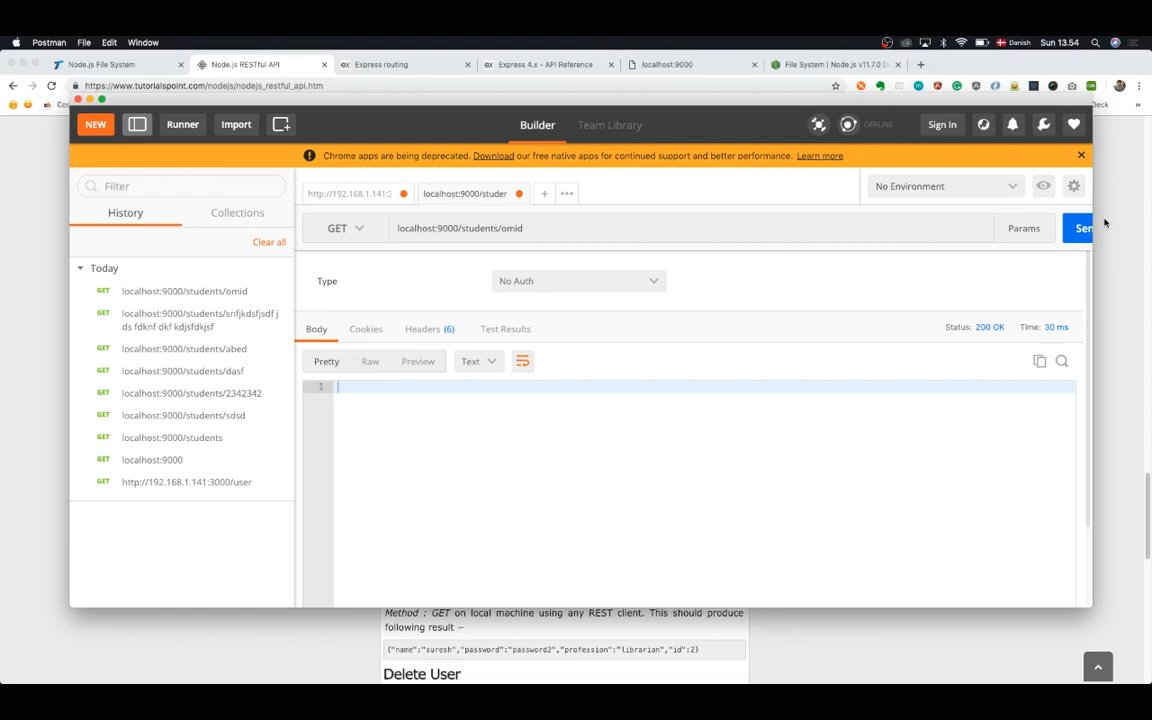 Postman File Edit Window
Danish Sun 13.54
Node.js File System
Node.js RESTful API
Express routing
Express 4.x - API Reference
localhost:9000
File System | Node.js v11.7.0 D
https://www.tutorialspoint.com/nodejs/nodejs_restful_api.htm
NEW
Runner
Import
Builder
Team Library
OFFLINE
Sign In
Chrome apps are being deprecated. Download our free native apps for continued support and better performance. Learn more
Filter
http://192.168.1.141:3
localhost:9000/studer
No Environment
History
Collections
GET
localhost:9000/students/omid
Params
Sen
Clear all
Today
Type
No Auth
GET localhost:9000/students/omid
GET localhost:9000/students/snfjkdsfjsdf j
ds fdknf dkf kdjsfdkjsf
GET localhost:9000/students/abed
GET localhost:9000/students/dasf
GET localhost:9000/students/2342342
GET localhost:9000/students/sdsd
GET localhost:9000/students
GET localhost:9000
GET http://192.168.1.141:3000/user
Body
Cookies
Headers (6)
Test Results
Status: 200 OK
Time: 30 ms
Pretty
Raw
Preview
Text
1
Method : GET on local machine using any REST client. This should produce
following result −
{"name":"suresh","password":"password2","profession":"librarian","id":2}
Delete User